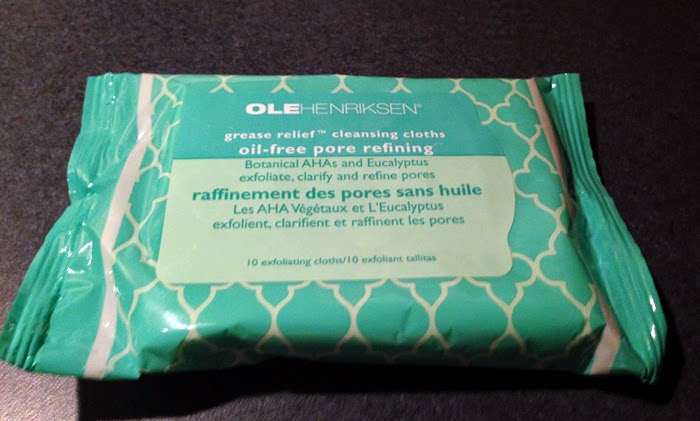 OLEHENRIKSEN®
grease relief™ cleansing cloths
oil-free pore refining
Botanical AHAs and Eucalyptus
exfoliate, clarify and refine pores
raffinement des pores sans huile
Les AHA Végétaux et L'Eucalyptus
exfolient, clarifient et raffinent les pores
10 exfoliating cloths/10 exfoliant tallitas